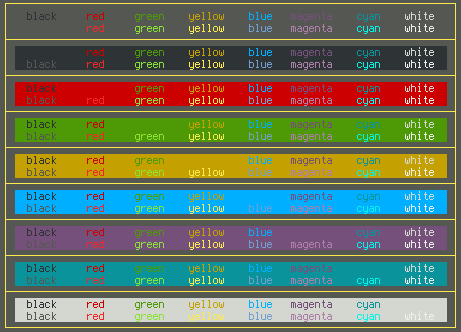 black red green yellow blue magenta cyan white
red green yellow blue magenta cyan white
red green yellow blue magenta cyan white
black red green yellow blue magenta cyan white
black green yellow blue magenta cyan white
black red green yellow blue magenta cyan white
black red yellow blue magenta cyan white
black red green yellow blue magenta cyan white
black red green blue magenta cyan white
black red green yellow blue magenta cyan white
black red green yellow magenta cyan white
black red green yellow blue magenta cyan white
black red green yellow blue cyan white
black red green yellow blue magenta cyan white
black red green yellow blue magenta white
black red green yellow blue magenta cyan white
black red green yellow blue magenta cyan
black red green yellow blue magenta cyan white